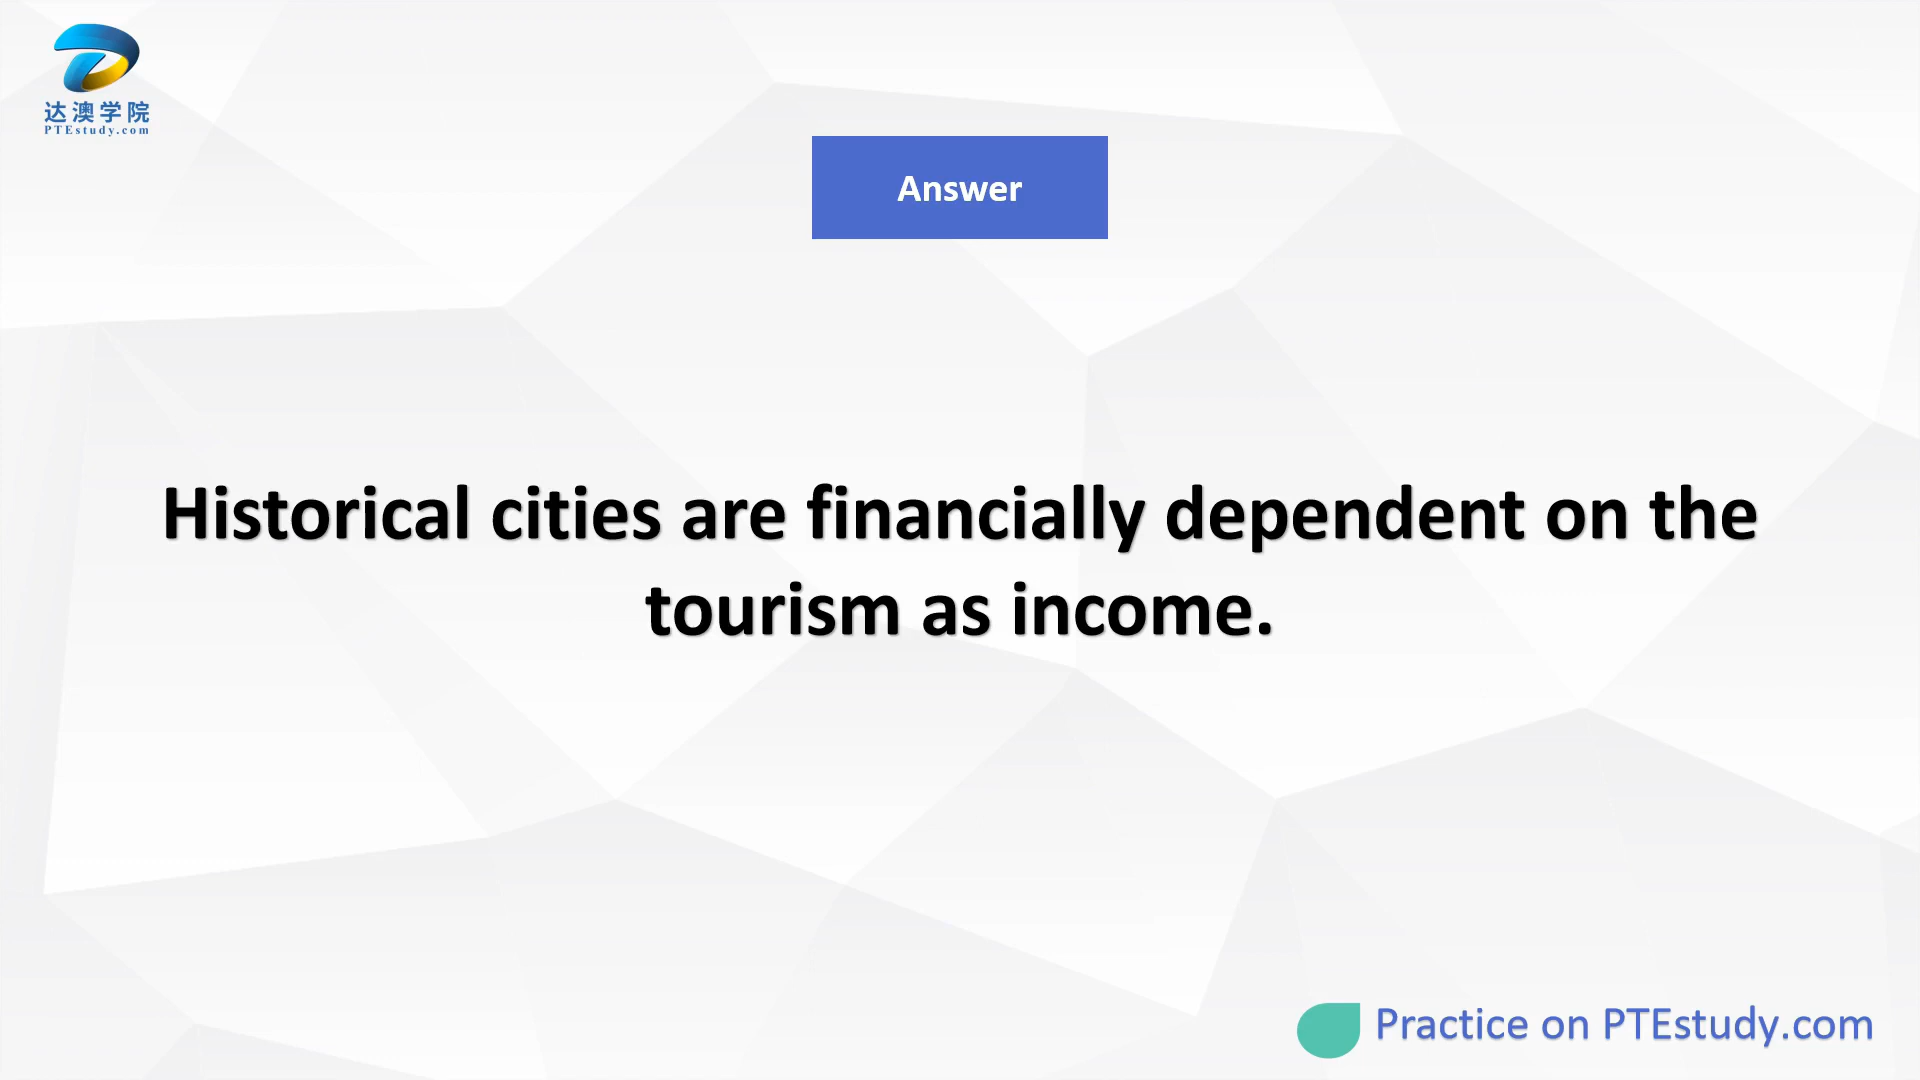 达澳学院
PTEstudy.com
Answer
Historical cities are financially dependent on the
tourism as income.
Practice on PTEstudy.com